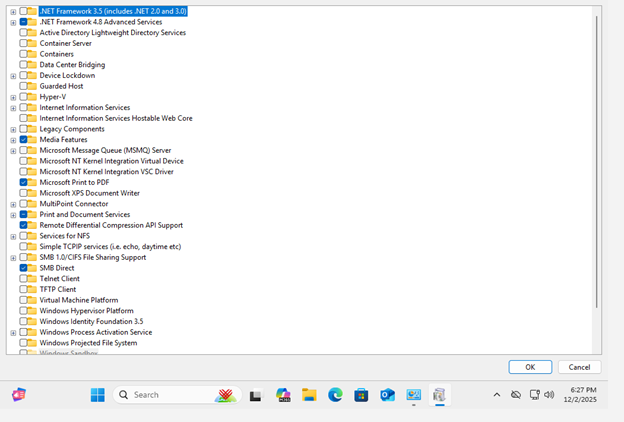 .NET Framework 3.5 (includes .NET 2.0 and 3.0)
.NET Framework 4.8 Advanced Services
Active Directory Lightweight Directory Services
Container Server
Containers
Data Center Bridging
Device Lockdown
Guarded Host
Hyper-V
Internet Information Services
Internet Information Services Hostable Web Core
Legacy Components
Media Features
Microsoft Message Queue (MSMQ) Server
Microsoft NT Kernel Integration Virtual Device
Microsoft NT Kernel Integration VSC Driver
Microsoft Print to PDF
Microsoft XPS Document Writer
MultiPoint Connector
Print and Document Services
Remote Differential Compression API Support
Services for NFS
Simple TCPIP services (i.e. echo, daytime etc)
SMB 1.0/CIFS File Sharing Support
SMB Direct
Telnet Client
TFTP Client
Virtual Machine Platform
Windows Hypervisor Platform
Windows Identity Foundation 3.5
Windows Process Activation Service
Windows Projected File System
Windows Sandbox
OK Cancel
Search
M365
6:27 PM
12/2/2025